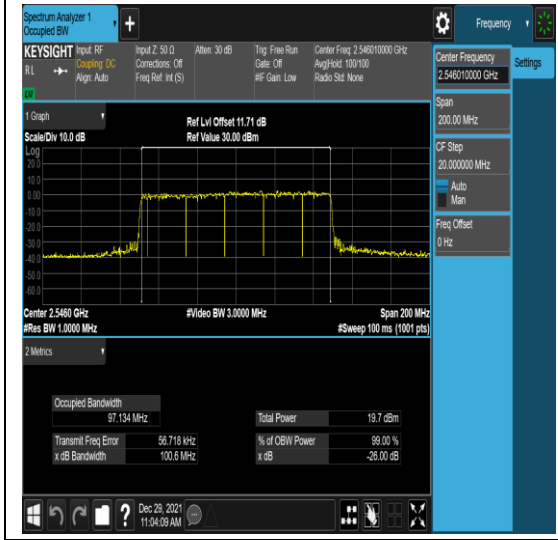 Spectrum Analyzer 1
Occupied BW
+
Frequency
KEYSIGHT
Input: RF
Coupling: DC
Align: Auto
Input Z: 50 Ω
Corrections: Off
Freq Ref: Int (S)
Atten: 30 dB
Trig: Free Run
Gate: Off
#IF Gain: Low
Center Freq: 2.546010000 GHz
Avg|Hold: 100/100
Radio Std: None
RL
Center Frequency
2.546010000 GHz
Settings
Span
200.00 MHz
CF Step
20.000000 MHz
Auto
Man
Freq Offset
0 Hz
1 Graph
Scale/Div 10.0 dB
Ref Lvl Offset 11.71 dB
Ref Value 30.00 dBm
Log
20.0
10.0
0.00
-10.0
-20.0
-30.0
-40.0
-50.0
-60.0
Center 2.5460 GHz
#Video BW 3.0000 MHz
Span 200 MHz
#Res BW 1.0000 MHz
#Sweep 100 ms (1001 pts)
2 Metrics
Occupied Bandwidth
97.134 MHz
Total Power 19.7 dBm
Transmit Freq Error 56.718 kHz
% of OBW Power 99.00 %
x dB Bandwidth 100.6 MHz
x dB -26.00 dB
?
Dec 29, 2021
11:04:09 AM